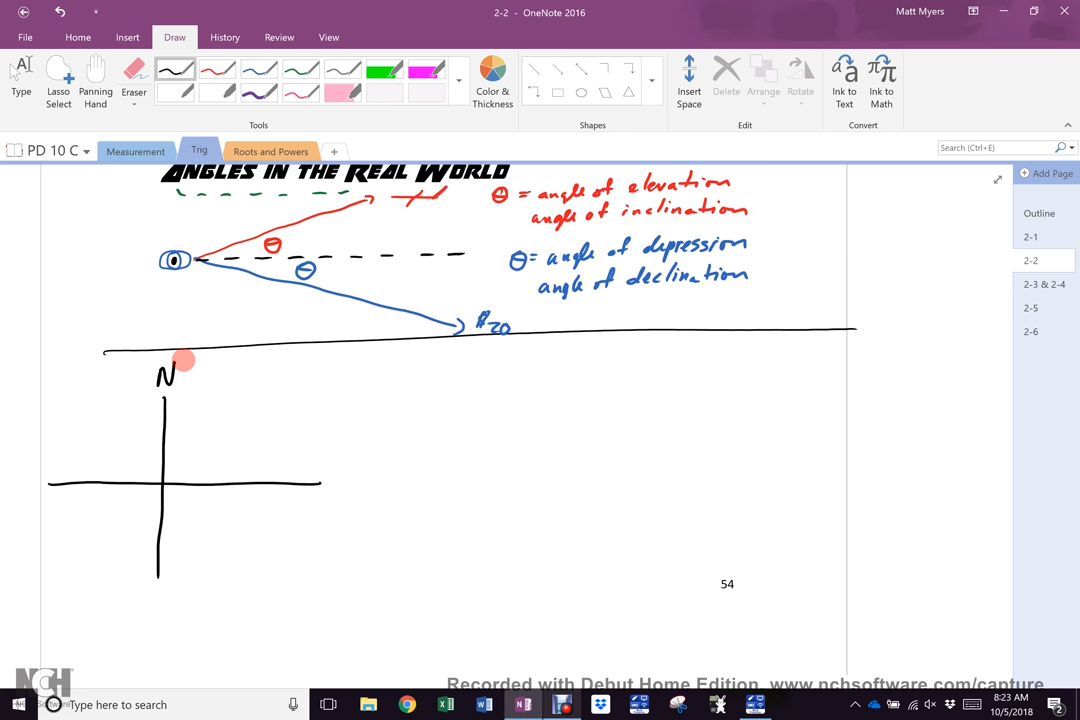 2-2 - OneNote 2016
Matt Myers
File
Home
Insert
Draw
History
Review
View
Type
Lasso Select
Panning Hand
Eraser
Color & Thickness
Insert Space
Delete
Arrange
Rotate
Ink to Text
Ink to Math
Tools
Shapes
Edit
Convert
PD 10 C
Measurement
Trig
Roots and Powers
+
Search (Ctrl+E)
Add Page
Outline
2-1
2-2
2-3 & 2-4
2-5
2-6
Angles in the Real World
θ = angle of elevation
angle of inclination
θ
θ
θ = angle of depression
angle of declination
$20
N
54
NCH
Software
Recorded with Debut Home Edition www.nchsoftware.com/capture
Type here to search
8:23 AM
10/5/2018
2